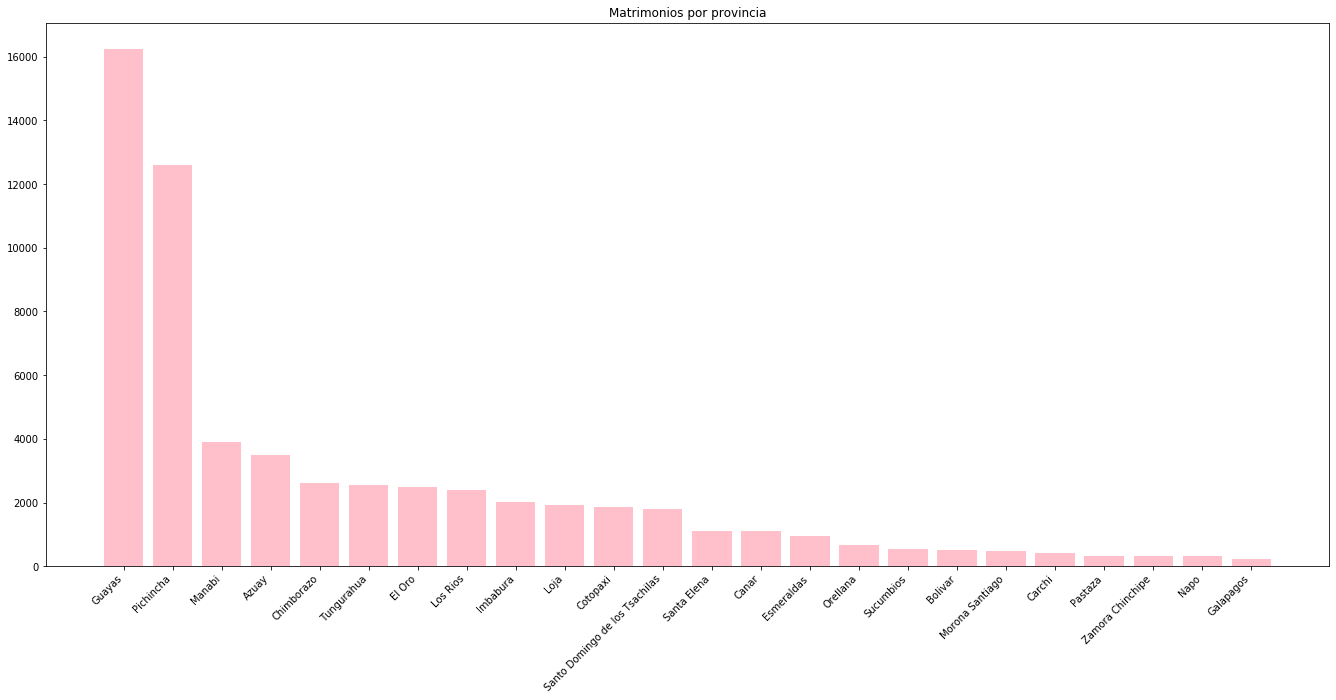 Matrimonios por provincia
16000
14000
12000
10000
8000
6000
4000
2000
0
Guayas
Pichincha
Manabi
Azuay
Chimborazo
Tungurahua
El Oro
Los Rios
Imbabura
Loja
Cotopaxi
Santo Domingo de los Tsachilas
Santa Elena
Canar
Esmeraldas
Orellana
Sucumbios
Bolivar
Morona Santiago
Carchi
Pastaza
Zamora Chinchipe
Napo
Galapagos